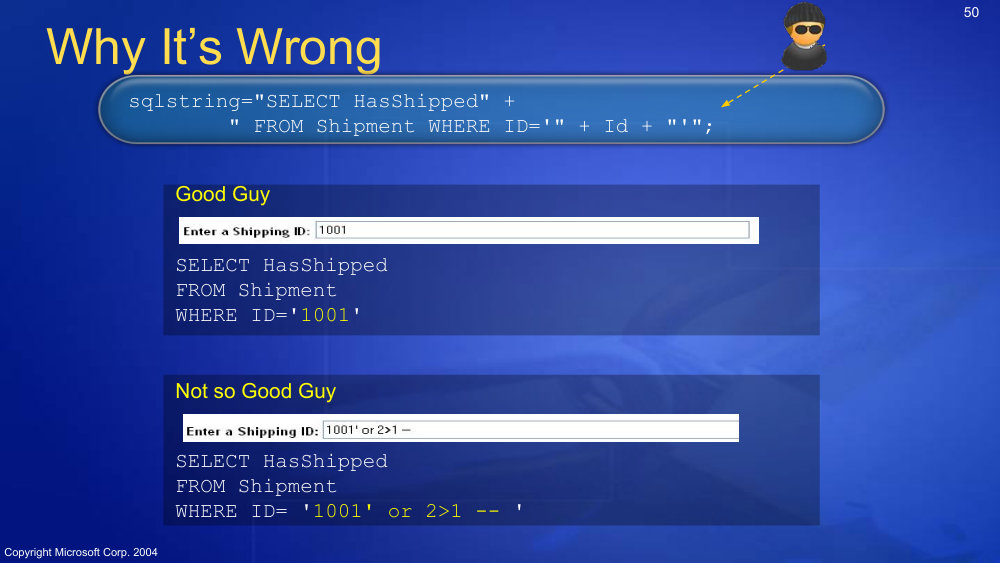 50
Why It's Wrong
sqlstring="SELECT HasShipped" +
" FROM Shipment WHERE ID='" + Id + "'";
Good Guy
Enter a Shipping ID: 1001
SELECT HasShipped
FROM Shipment
WHERE ID='1001'
Not so Good Guy
Enter a Shipping ID: 1001' or 2>1 --
SELECT HasShipped
FROM Shipment
WHERE ID= '1001' or 2>1 -- '
Copyright Microsoft Corp. 2004